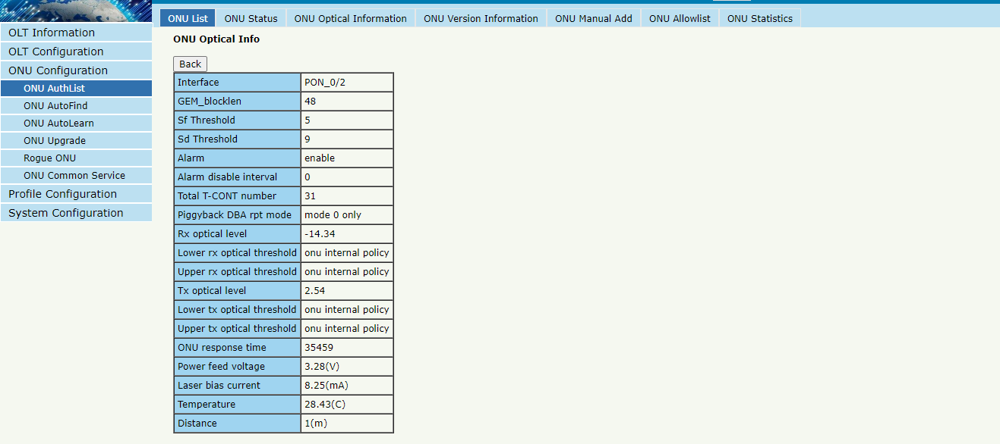 ONU List ONU Status ONU Optical Information ONU Version Information ONU Manual Add ONU Allowlist ONU Statistics
OLT Information
OLT Configuration
ONU Configuration
ONU AuthList
ONU AutoFind
ONU AutoLearn
ONU Upgrade
Rogue ONU
ONU Common Service
Profile Configuration
System Configuration
ONU Optical Info
Back
Interface PON_0/2
GEM_blocklen 48
Sf Threshold 5
Sd Threshold 9
Alarm enable
Alarm disable interval 0
Total T-CONT number 31
Piggyback DBA rpt mode mode 0 only
Rx optical level -14.34
Lower rx optical threshold onu internal policy
Upper rx optical threshold onu internal policy
Tx optical level 2.54
Lower tx optical threshold onu internal policy
Upper tx optical threshold onu internal policy
ONU response time 35459
Power feed voltage 3.28(V)
Laser bias current 8.25(mA)
Temperature 28.43(C)
Distance 1(m)